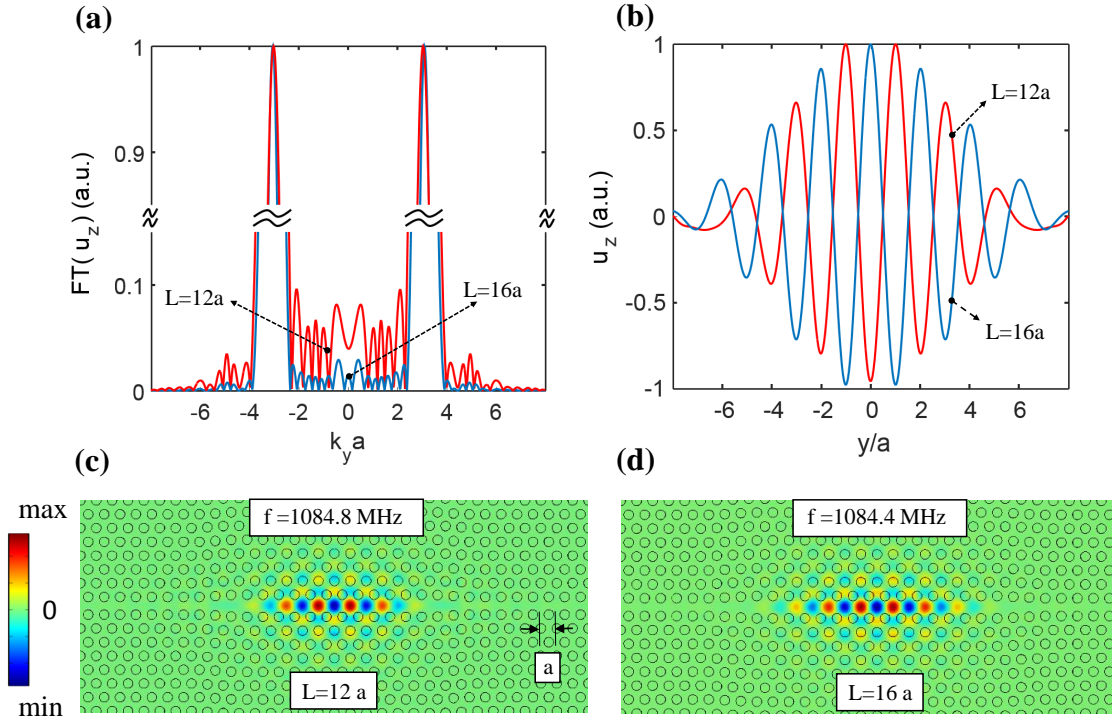 (a)
1
0.9
0.1
0
FT( u_z ) (a.u.)
L=12a
L=16a
-6 -4 -2 0 2 4 6
k_y a
(b)
1
0.5
0
-0.5
-1
u_z (a.u.)
L=12a
L=16a
-6 -4 -2 0 2 4 6
y/a
(c)
max
0
min
f =1084.8 MHz
a
L=12 a
(d)
f =1084.4 MHz
L=16 a